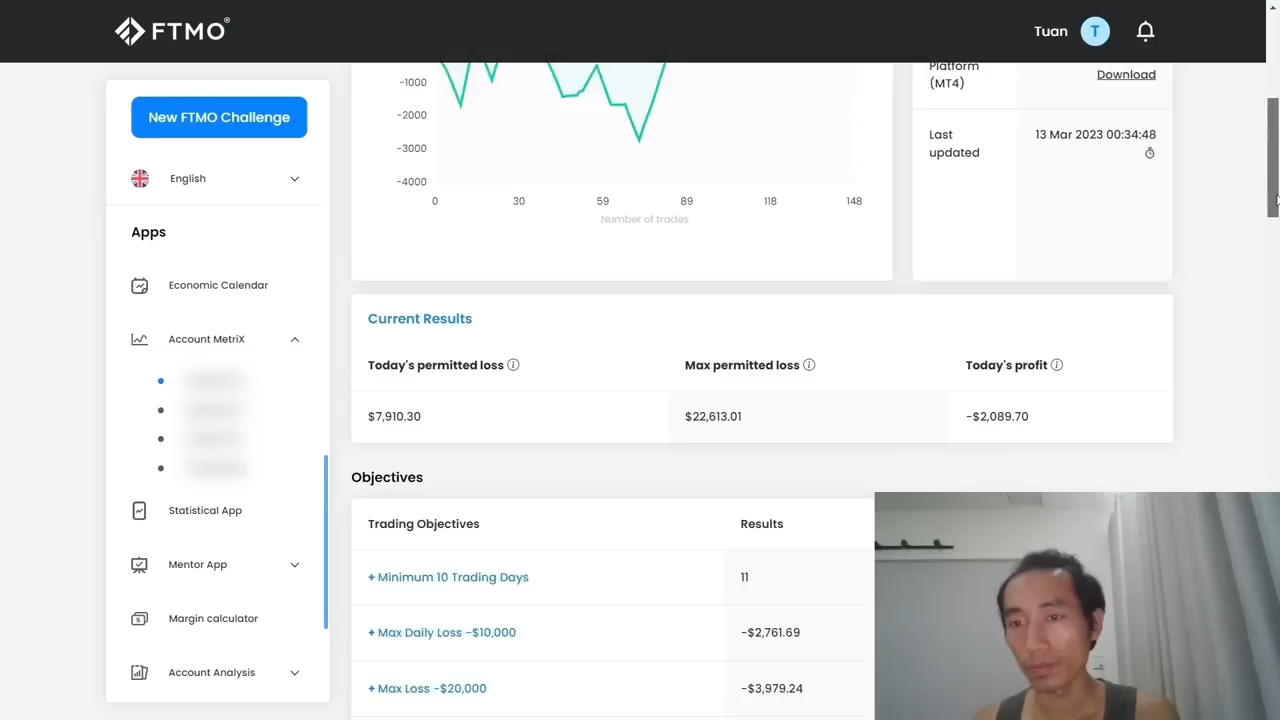 FTMO®
Tuan
T
New FTMO Challenge
English
Apps
Economic Calendar
Account MetriX
Statistical App
Mentor App
Margin calculator
Account Analysis
-1000
-2000
-3000
-4000
0 30 59 89 118 148
Number of trades
Platform
(MT4)
Download
Last
updated
13 Mar 2023 00:34:48
Current Results
Today's permitted loss
Max permitted loss
Today's profit
$7,910.30
$22,613.01
-$2,089.70
Objectives
Trading Objectives
Results
+ Minimum 10 Trading Days
11
+ Max Daily Loss -$10,000
-$2,761.69
+ Max Loss -$20,000
-$3,979.24